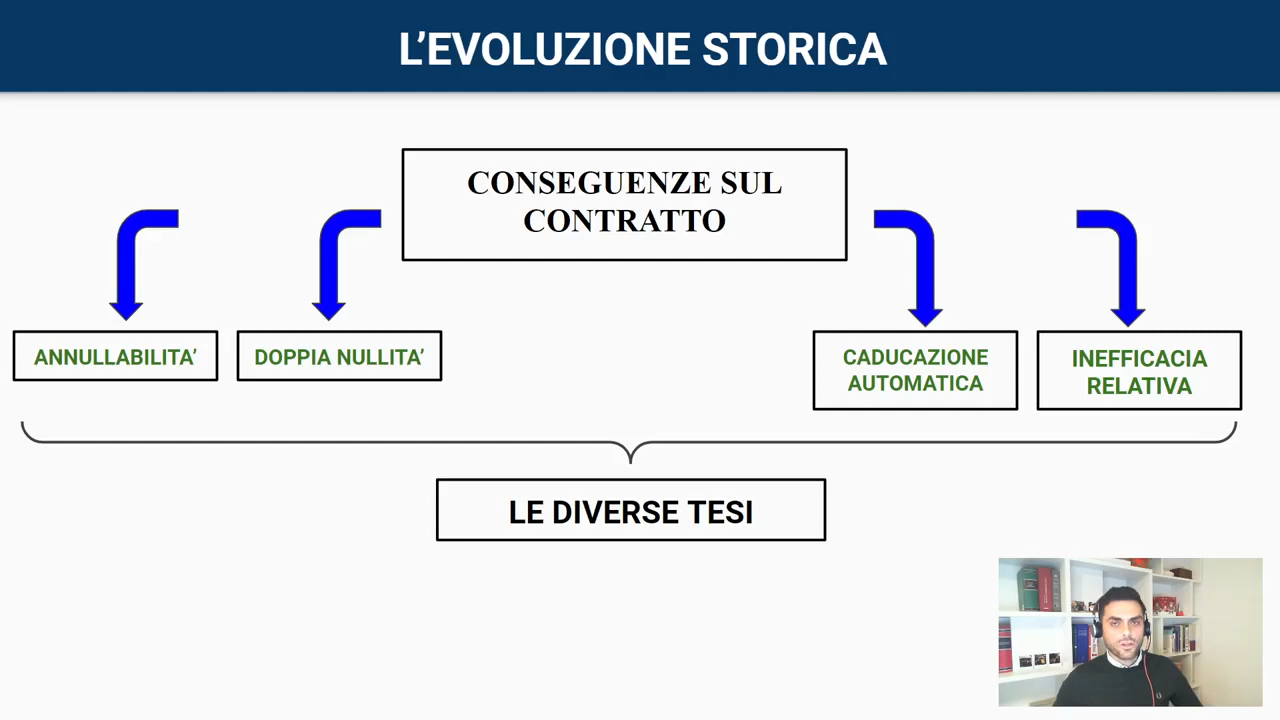 L'EVOLUZIONE STORICA
CONSEGUENZE SUL
CONTRATTO
ANNULLABILITA'
DOPPIA NULLITA'
CADUCAZIONE
AUTOMATICA
INEFFICACIA
RELATIVA
LE DIVERSE TESI